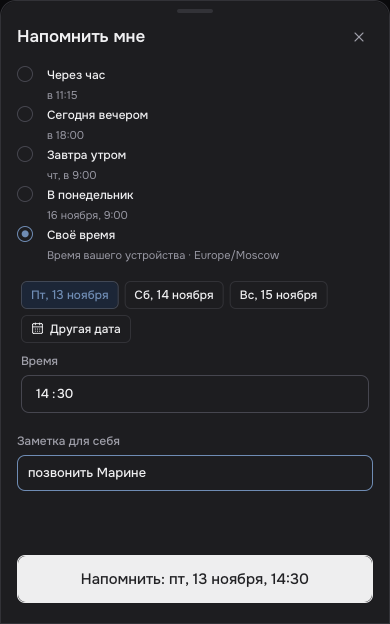 Напомнить мне
Через час
в 11:15
Сегодня вечером
в 18:00
Завтра утром
чт, в 9:00
В понедельник
16 ноября, 9:00
Своё время
Время вашего устройства · Europe/Moscow
Пт, 13 ноября
Сб, 14 ноября
Вс, 15 ноября
Другая дата
Время
14:30
Заметка для себя
позвонить Марине
Напомнить: пт, 13 ноября, 14:30